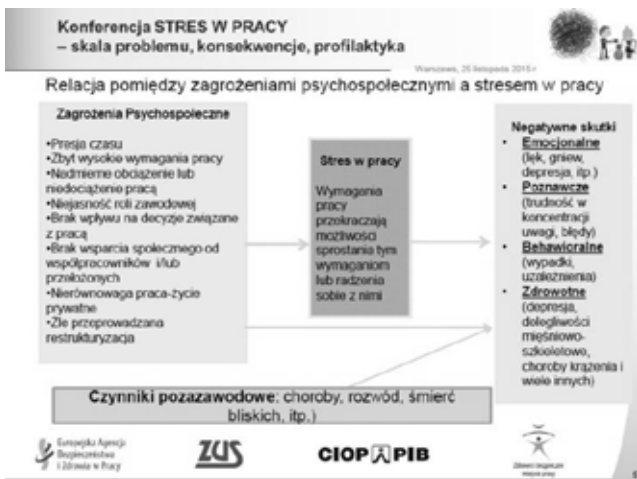 Konferencja STRES W PRACY
– skala problemu, konsekwencje, profilaktyka
Warszawa, 26 listopada 2015 r
Relacja pomiędzy zagrożeniami psychospołecznymi a stresem w pracy
Zagrożenia Psychospołeczne
•Presja czasu
•Zbyt wysokie wymagania pracy
•Nadmierne obciążenie lub
niedociążenie pracą
•Niejasność roli zawodowej
•Brak wpływu na decyzje związane
z pracą
•Brak wsparcia społecznego od
współpracowników i/lub
przełożonych
•Nierównowaga praca-życie
prywatne
•Źle przeprowadzana
restrukturyzacja
Stres w pracy
Wymagania
pracy
przekraczają
możliwości
sprostania tym
wymaganiom
lub radzenia
sobie z nimi
Negatywne skutki
• Emocjonalne
(lęk, gniew,
depresja, itp.)
• Poznawcze
(trudność w
koncentracji
uwagi, błędy)
• Behawioralne
(wypadki,
uzależnienia)
• Zdrowotne
(depresja,
dolegliwości
mięśniowo-
szkieletowe,
choroby krążenia i
wiele innych)
Czynniki pozazawodowe: choroby, rozwód, śmierć
bliskich, itp.)
Europejska Agencja
Bezpieczeństwa
i Zdrowia w Pracy
ZUS
CIOP PIB